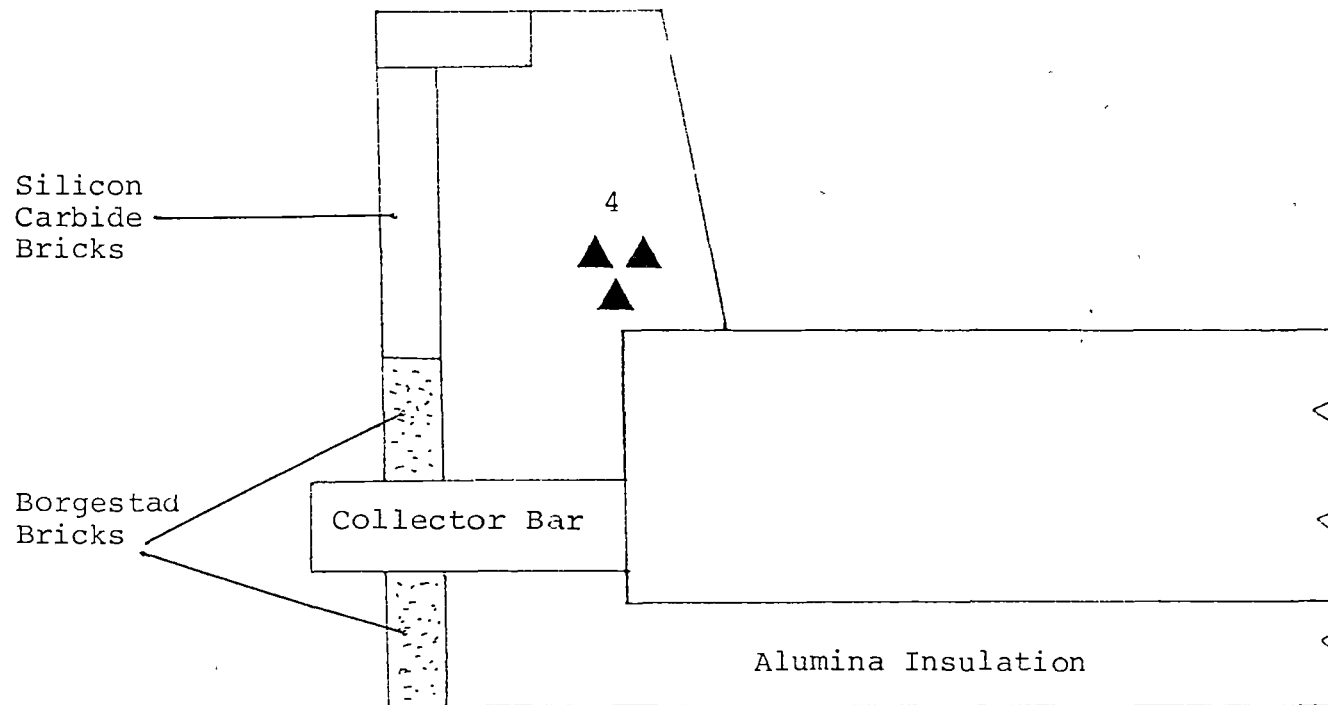 Silicon
Carbide
Bricks
4
Borgestad
Bricks
Collector Bar
Alumina Insulation